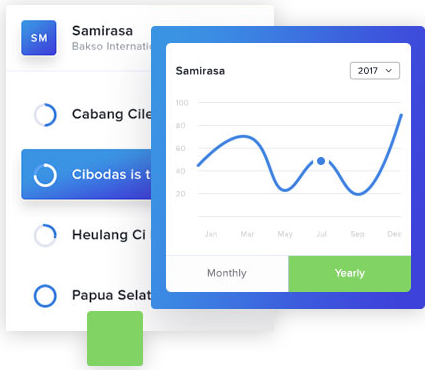 SM
Samirasa
Bakso Internatio
Cabang Cile
Cibodas is t
Heulang Ci
Papua Selat
Samirasa
2017
100
80
60
40
20
Jan Mar May Jul Sep Dec
Monthly
Yearly